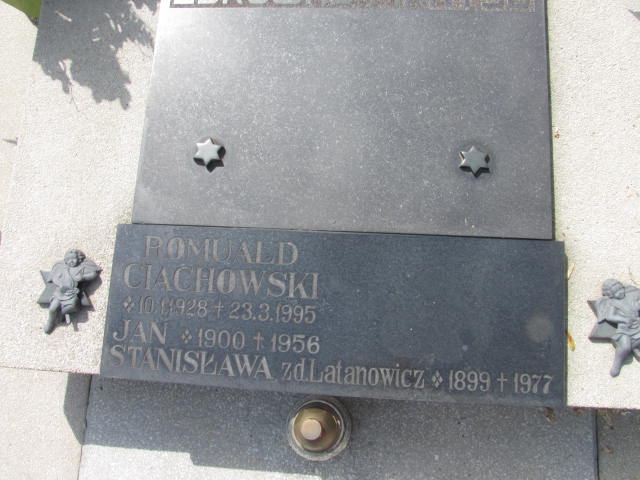 ROMUALD
CIACHOWSKI
10.1.1928 + 23.3.1995
JAN 1900 + 1956
STANISŁAWA zd. Latanowicz 1899 + 1977